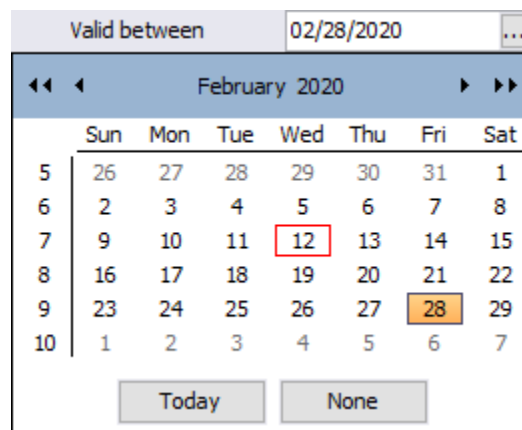 Valid between 02/28/2020 ...
February 2020
Sun Mon Tue Wed Thu Fri Sat
5 26 27 28 29 30 31 1
6 2 3 4 5 6 7 8
7 9 10 11 12 13 14 15
8 16 17 18 19 20 21 22
9 23 24 25 26 27 28 29
10 1 2 3 4 5 6 7
Today None